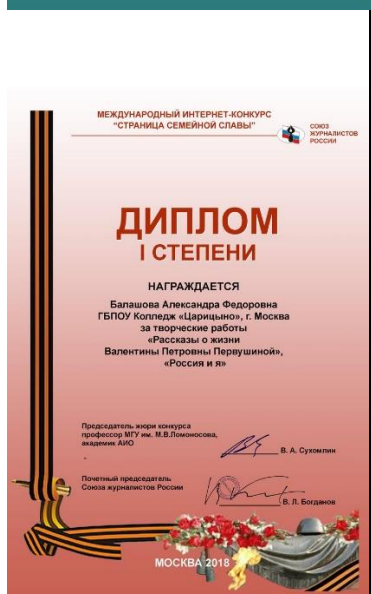 МЕЖДУНАРОДНЫЙ ИНТЕРНЕТ-КОНКУРС
"СТРАНИЦА СЕМЕЙНОЙ СЛАВЫ"
СОЮЗ
ЖУРНАЛИСТОВ
РОССИИ
ДИПЛОМ
I СТЕПЕНИ
НАГРАЖДАЕТСЯ
Балашова Александра Федоровна
ГБПОУ Колледж «Царицыно», г. Москва
за творческие работы
«Рассказы о жизни
Валентины Петровны Первушиной»,
«Россия и я»
Председатель жюри конкурса
профессор МГУ им. М.В.Ломоносова,
академик АИО
В. А. Сухомлин
Почетный председатель
Союза журналистов России
В. Л. Богданов
МОСКВА 2018